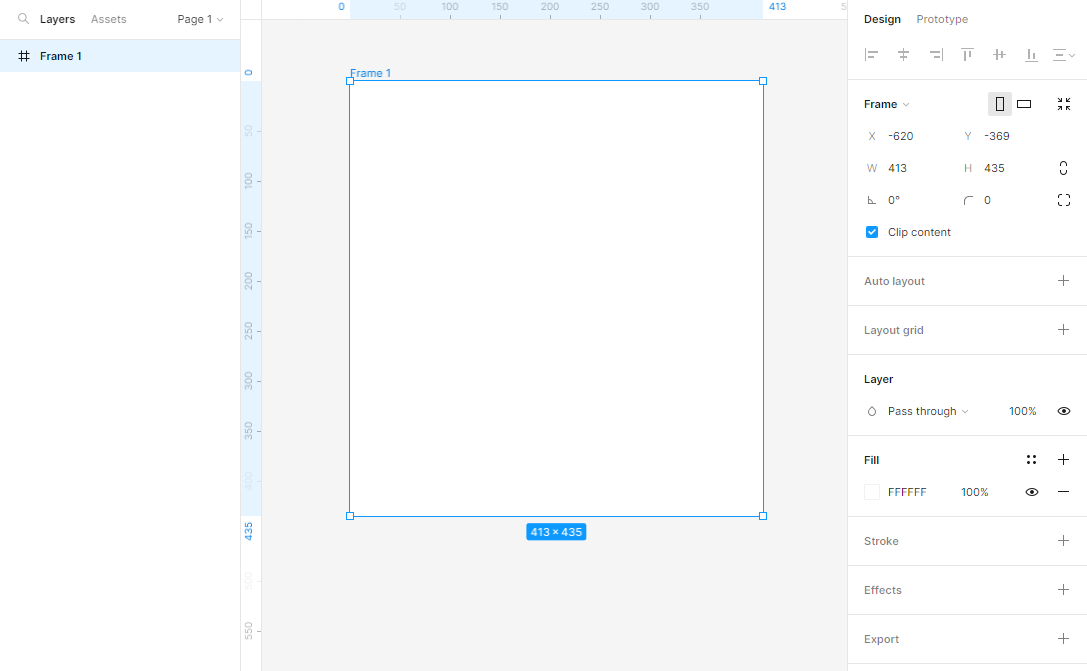 Layers Assets Page 1
Frame 1
0 50 100 150 200 250 300 350 413 5
0
50
100
150
200
250
300
350
400
435
500
550
Frame 1
413 × 435
Design Prototype
Frame
X -620 Y -369
W 413 H 435
0° 0
Clip content
Auto layout
Layout grid
Layer
Pass through 100%
Fill
FFFFFF 100%
Stroke
Effects
Export